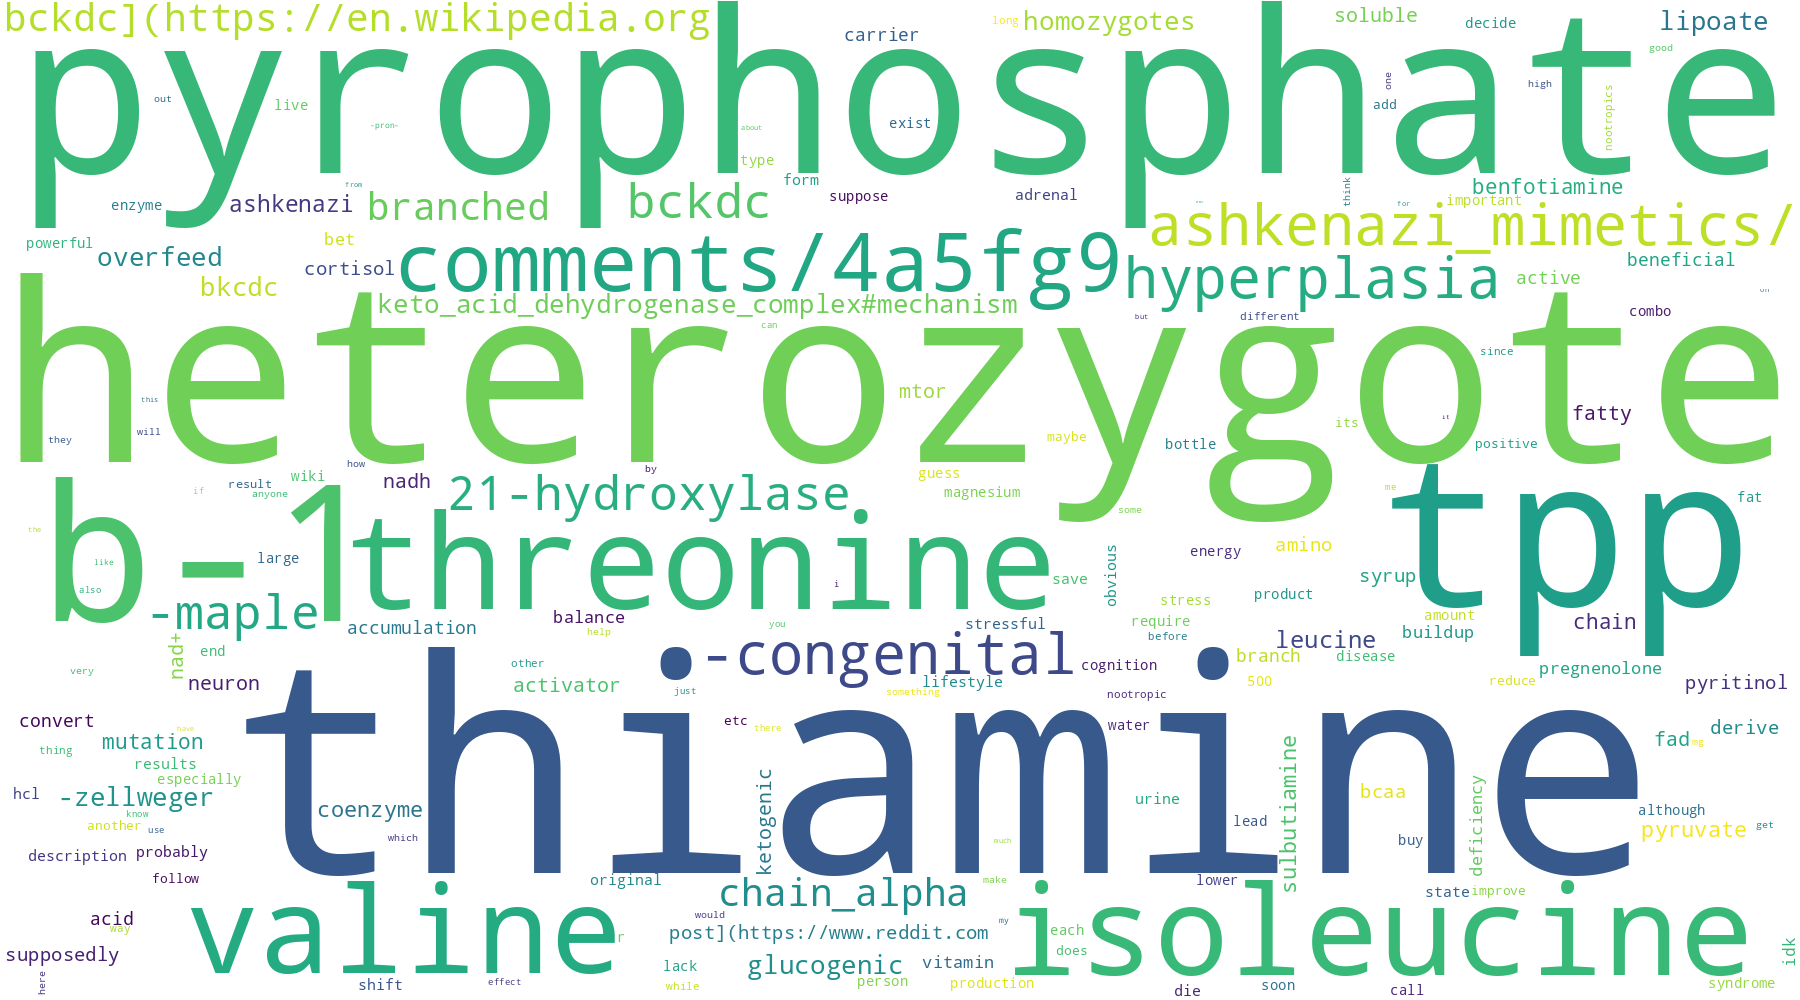 bckdc](https://en.wikipedia.org
long
homozygotes
soluble
decide
lipoate
carrier
good
pyrophosphate
out
live
-pron-
about
exist
add
one
high
nootropics
type
form
from
suppose
adrenal
think
for
benfotiamine
important
enzyme
ashkenazi
branched
bckdc
ashkenazi_mimetics/
powerful
overfeed
bet
cortisol
comments/4a5fg9
hyperplasia
beneficial
active
bkcdc
keto_acid_dehydrogenase_complex#mechanism
on
combo
but
different
can
heterozygote
since
mtor
this
they
will
how
by
maybe
bottle
its
it
fatty
positive
wiki
result
anyone
if
nadh
guess
magnesium
21-hydroxylase
some
fat
tpp
b-1
threonine
me
the
like
also
large
i
save
obvious
energy
amino
syrup
product
stress
require
before
-maple
accumulation
balance
help
you
stressful
-congenital
leucine
buildup
amount
chain
nad+
end
very
neuron
other
activator
just
lifestyle
something
cognition
nootropic
branch
500
disease
pregnenolone
reduce
pyritinol
convert
have
thing
mutation
results
especially
etc
there
water
thiamine
fad
mg
derive
hcl
-zellweger
know
use
another
coenzyme
which
ketogenic
urine
lead
sulbutiamine
bcaa
buy
deficiency
although
pyruvate
get
description
probably
follow
much
original
chain_alpha
make
lower
state
improve
valine
isoleucine
acid
way
supposedly
here
r
would
my
post](https://www.reddit.com
each
does
idk
lack
while
glucogenic
vitamin
shift
effect
person
production
die
soon
call
syndrome